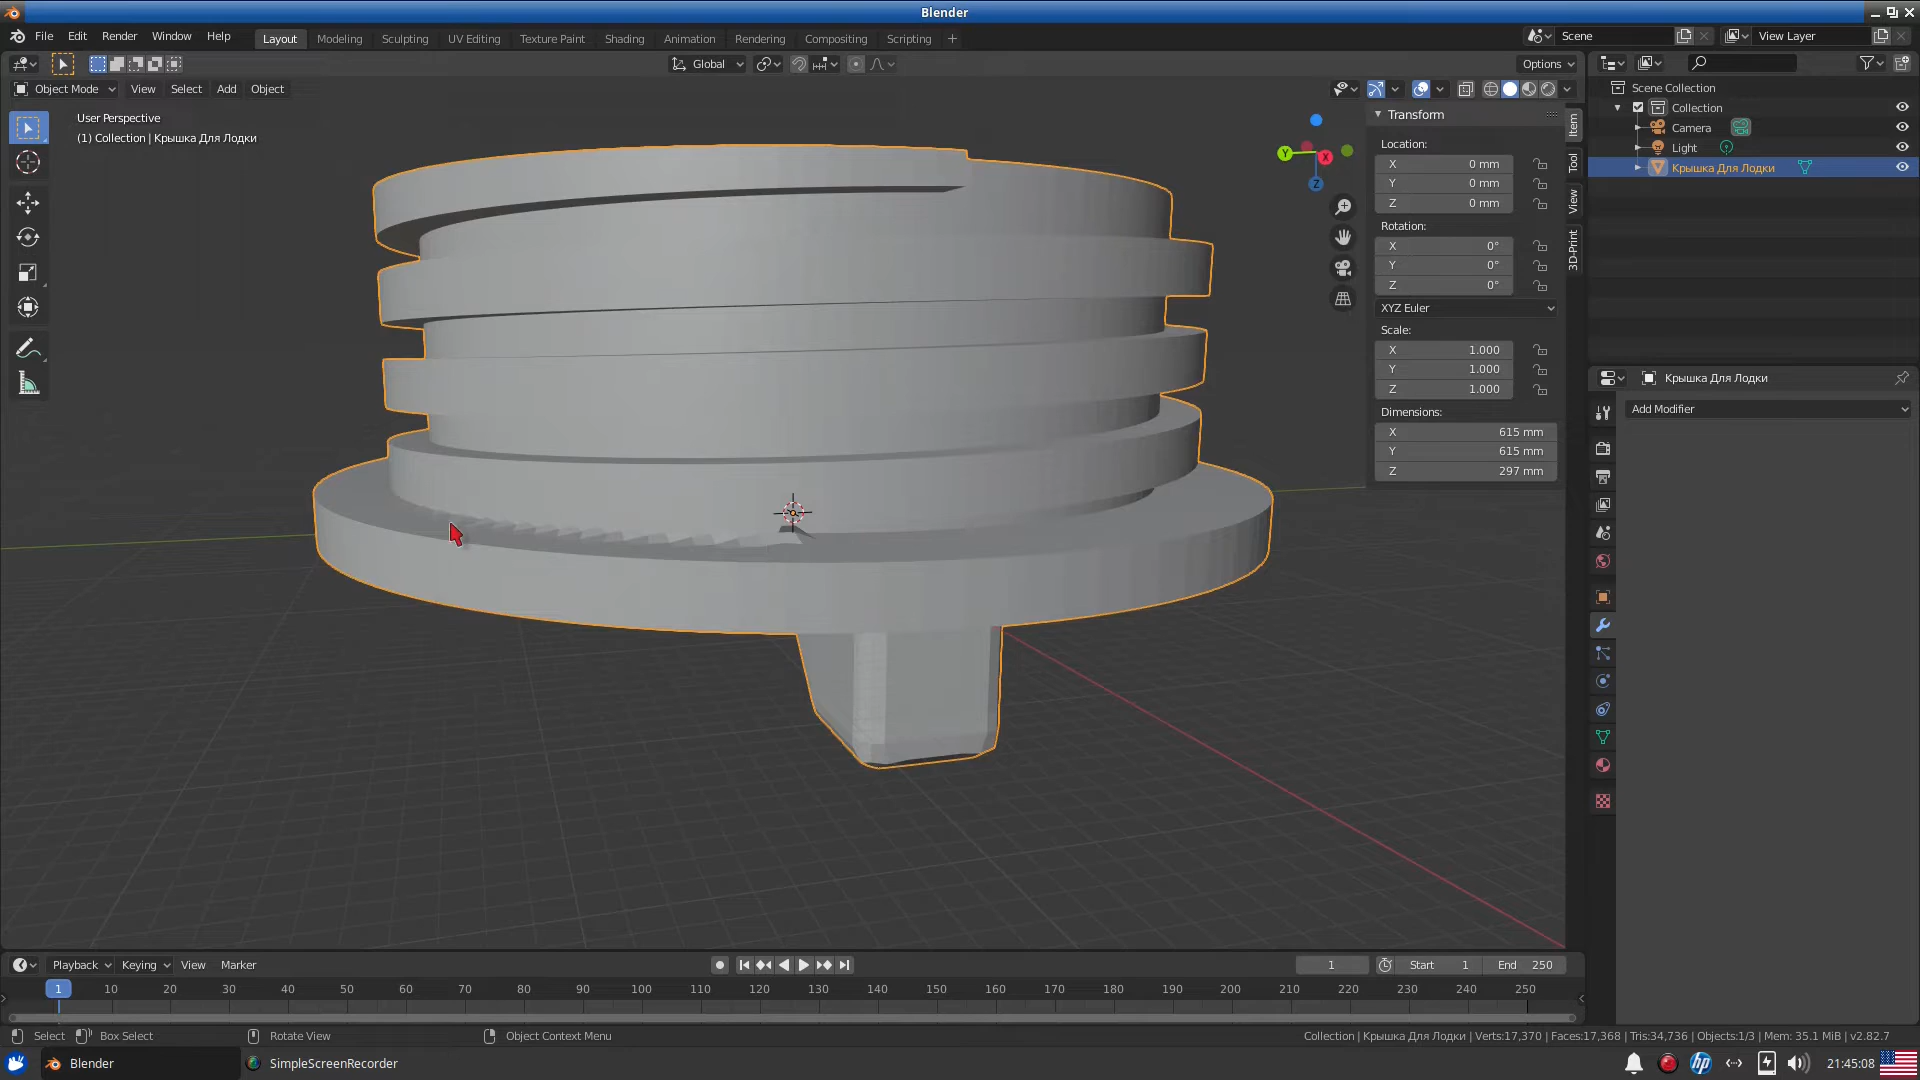 Blender
File Edit Render Window Help
Layout Modeling Sculpting UV Editing Texture Paint Shading Animation Rendering Compositing Scripting +
Scene
View Layer
Global
Options
Object Mode View Select Add Object
User Perspective
(1) Collection | Крышка Для Лодки
Y X Z
Transform
Location:
X 0 mm
Y 0 mm
Z 0 mm
Rotation:
X 0°
Y 0°
Z 0°
XYZ Euler
Scale:
X 1.000
Y 1.000
Z 1.000
Dimensions:
X 615 mm
Y 615 mm
Z 297 mm
Item
Tool
View
3D-Print
Scene Collection
Collection
Camera
Light
Крышка Для Лодки
Крышка Для Лодки
Add Modifier
Playback Keying View Marker
1 Start 1 End 250
1 10 20 30 40 50 60 70 80 90 100 110 120 130 140 150 160 170 180 190 200 210 220 230 240 250
Select Box Select Rotate View Object Context Menu
Collection | Крышка Для Лодки | Verts:17,370 | Faces:17,368 | Tris:34,736 | Objects:1/3 | Mem: 35.1 MiB | v2.82.7
Blender SimpleScreenRecorder
hp
21:45:08